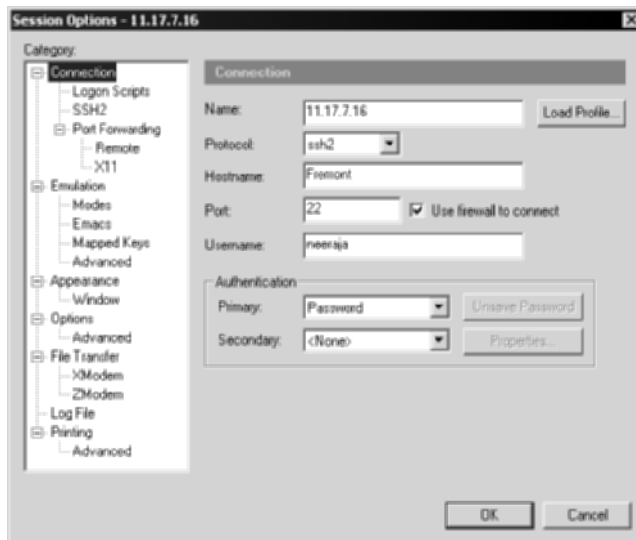 Session Options - 11.17.7.16
Category:
Connection
Logon Scripts
SSH2
Port Forwarding
Remote
X11
Emulation
Modes
Emacs
Mapped Keys
Advanced
Appearance
Window
Options
Advanced
File Transfer
XModem
ZModem
Log File
Printing
Advanced
Connection
Name: 11.17.7.16 Load Profile...
Protocol: ssh2
Hostname: Fremont
Port: 22 Use firewall to connect
Username: neeraja
Authentication
Primary: Password Unsave Password
Secondary: <None> Properties...
OK Cancel